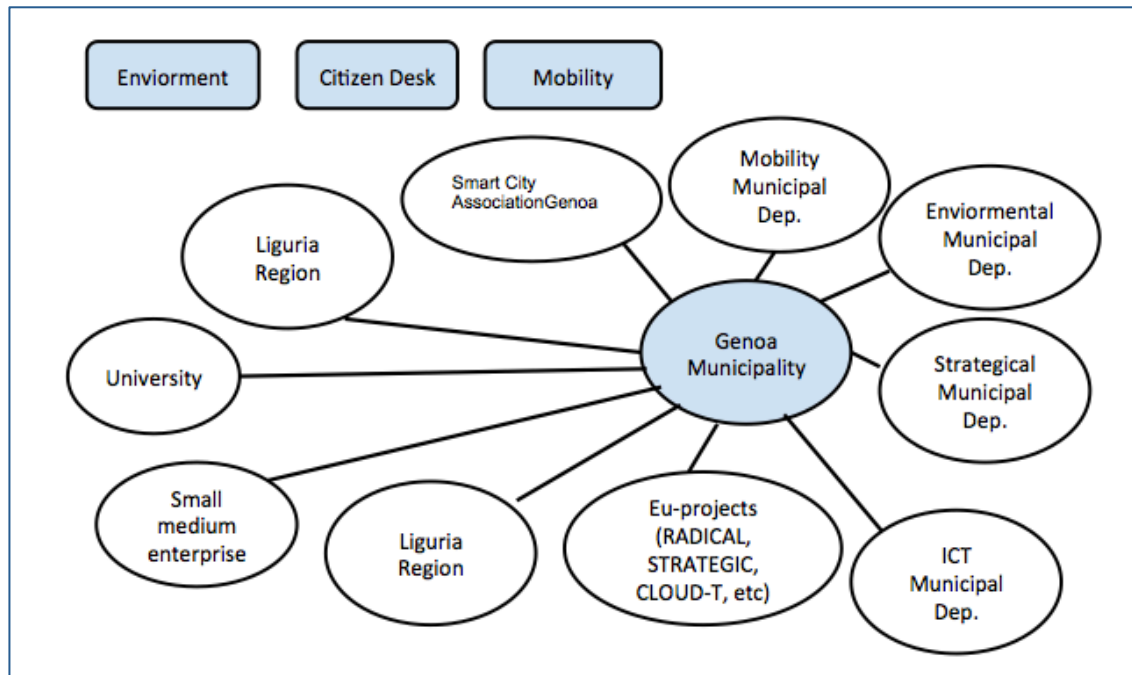 Enviorment
Citizen Desk
Mobility
Smart City
AssociationGenoa
Mobility
Municipal
Dep.
Enviormental
Municipal
Dep.
Liguria
Region
Genoa
Municipality
University
Strategical
Municipal
Dep.
Small
medium
enterprise
Liguria
Region
Eu-projects
(RADICAL,
STRATEGIC,
CLOUD-T, etc)
ICT
Municipal
Dep.